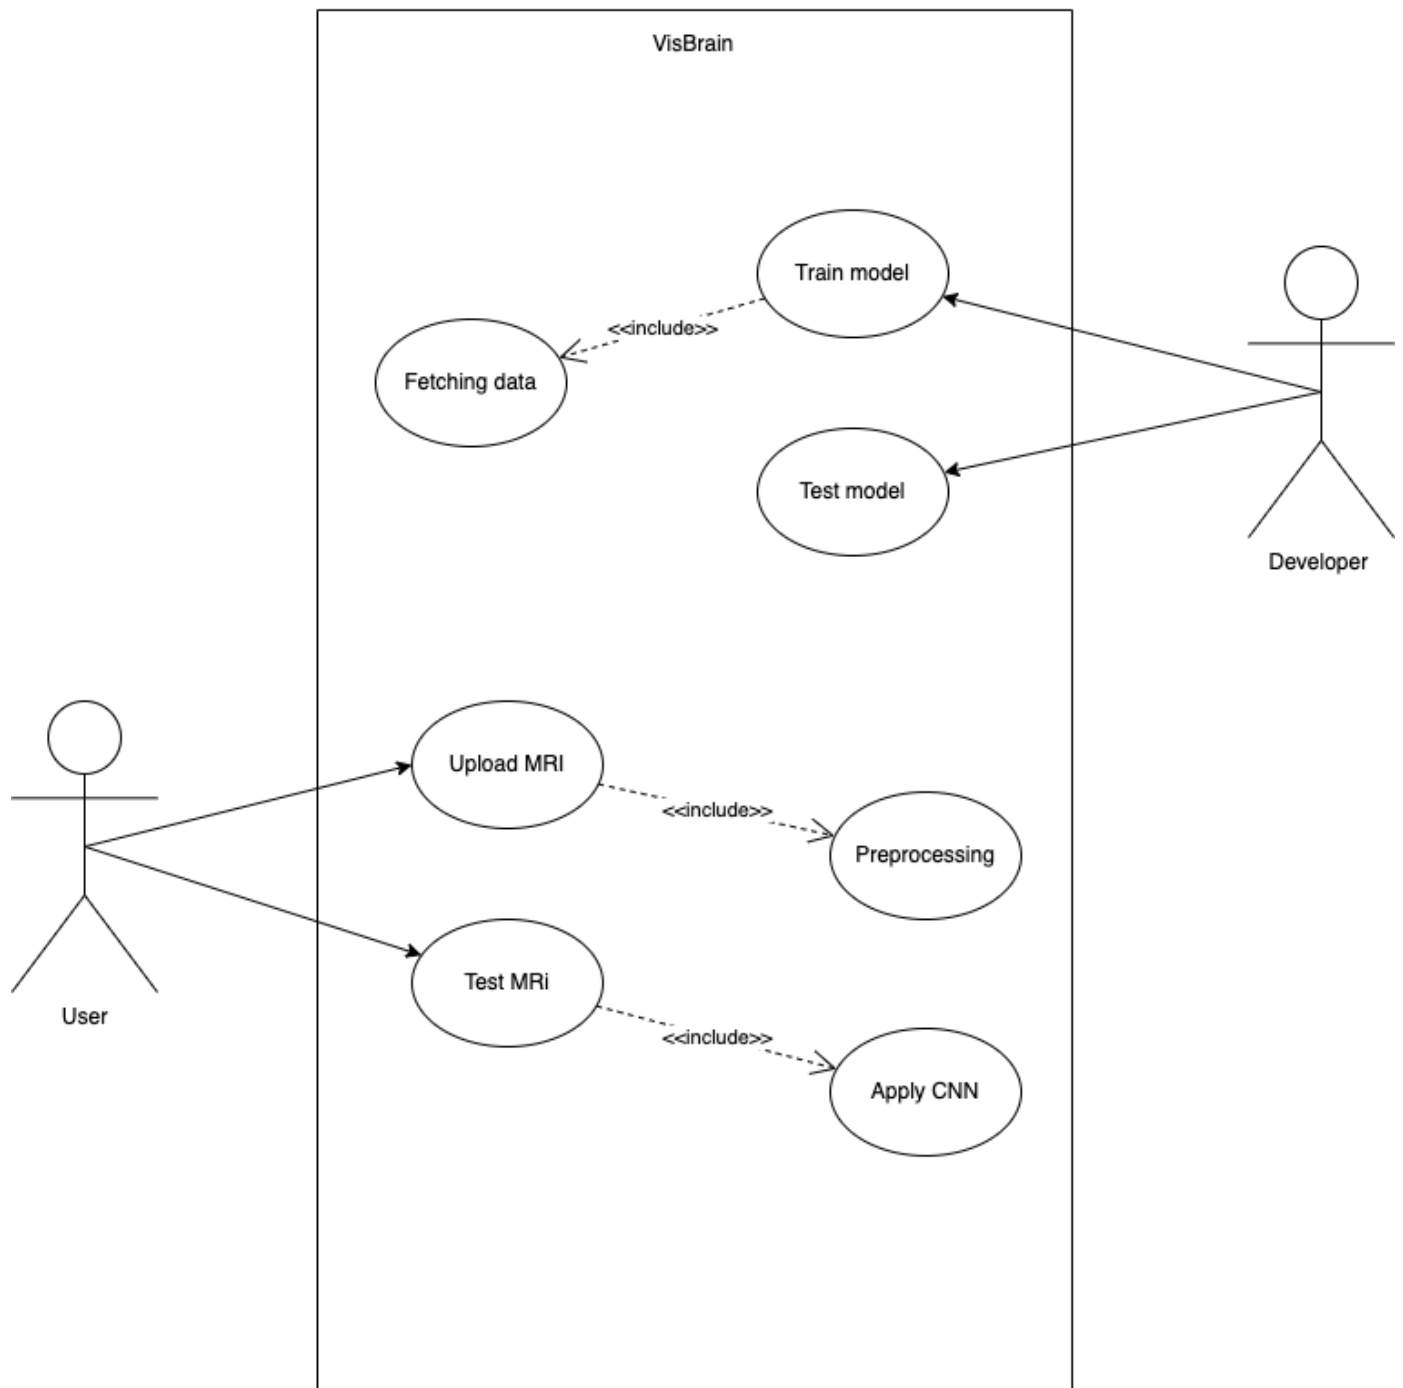 VisBrain
Train model
<<include>>
Fetching data
Test model
Developer
Upload MRI
<<include>>
Preprocessing
Test MRi
User
<<include>>
Apply CNN